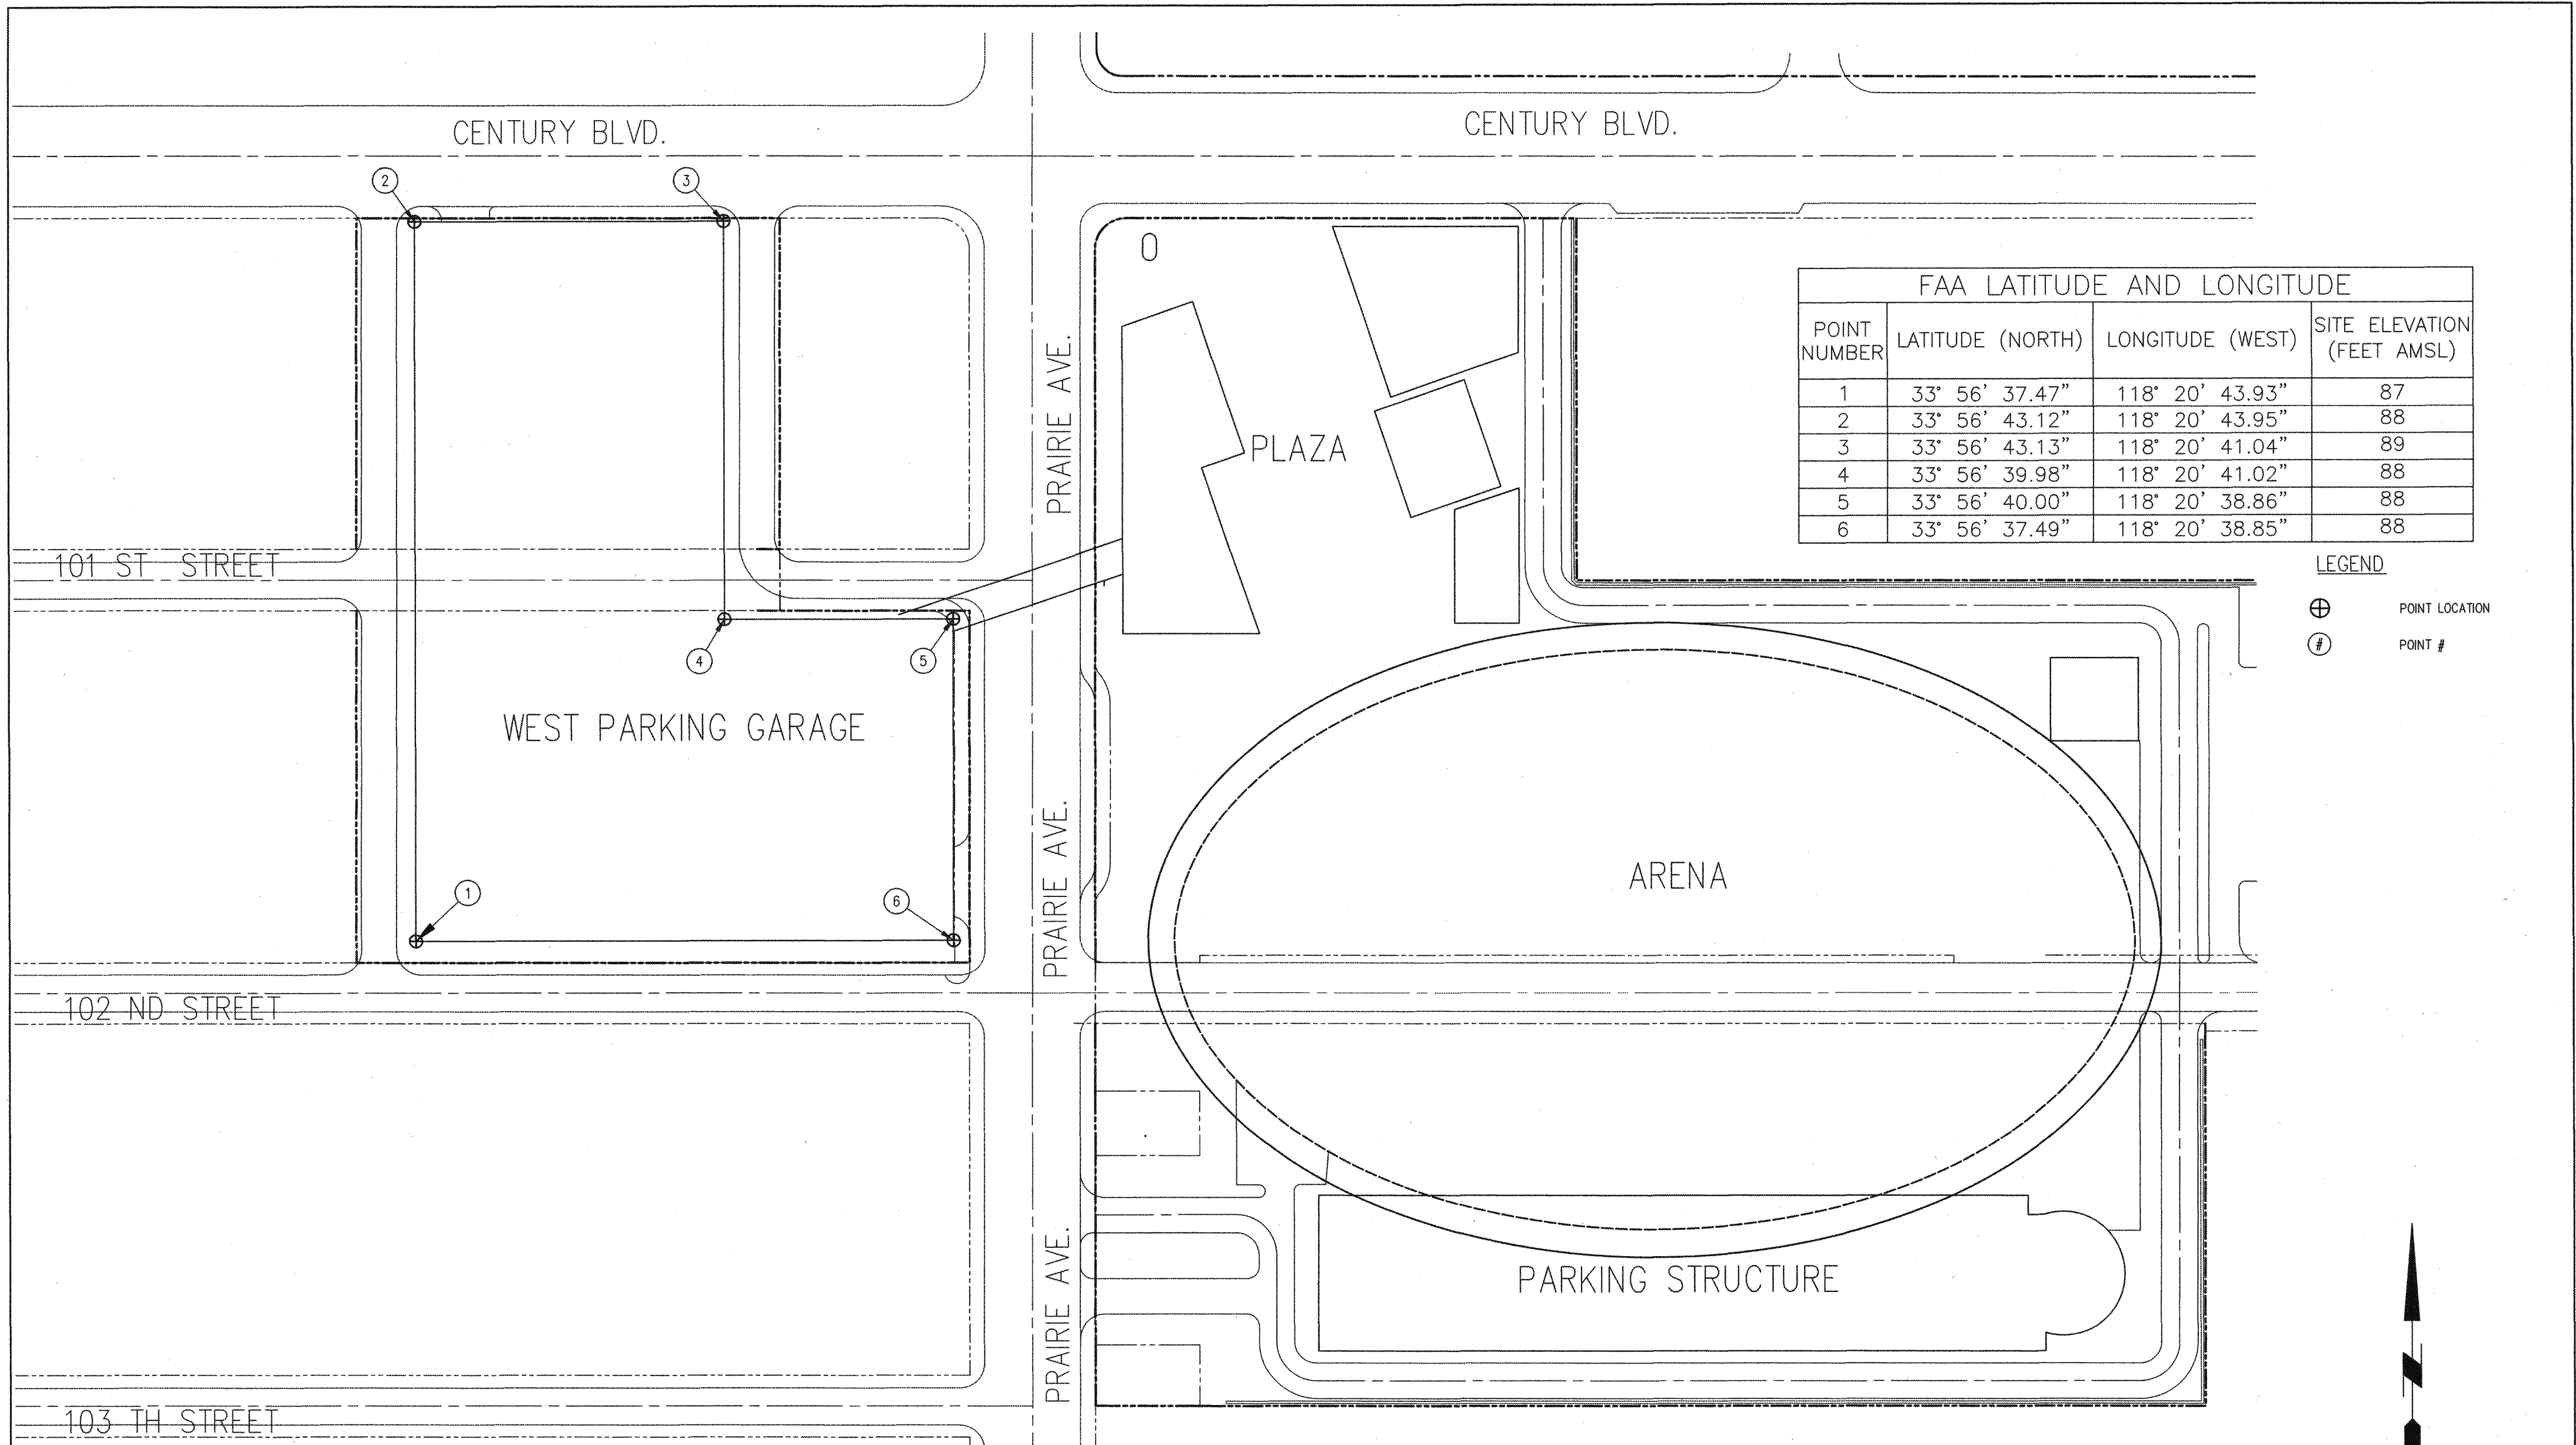 CENTURY BLVD.
CENTURY BLVD.
2
3
FAA LATITUDE AND LONGITUDE
POINT NUMBER LATITUDE (NORTH) LONGITUDE (WEST) SITE ELEVATION (FEET AMSL)
1 33° 56' 37.47" 118° 20' 43.93" 87
2 33° 56' 43.12" 118° 20' 43.95" 88
3 33° 56' 43.13" 118° 20' 41.04" 89
4 33° 56' 39.98" 118° 20' 41.02" 88
5 33° 56' 40.00" 118° 20' 38.86" 88
6 33° 56' 37.49" 118° 20' 38.85" 88
PRAIRIE AVE.
PLAZA
101 ST STREET
LEGEND
POINT LOCATION
# POINT #
4
5
WEST PARKING GARAGE
PRAIRIE AVE.
ARENA
1
6
102 ND STREET
PRAIRIE AVE.
PARKING STRUCTURE
103 TH STREET
N